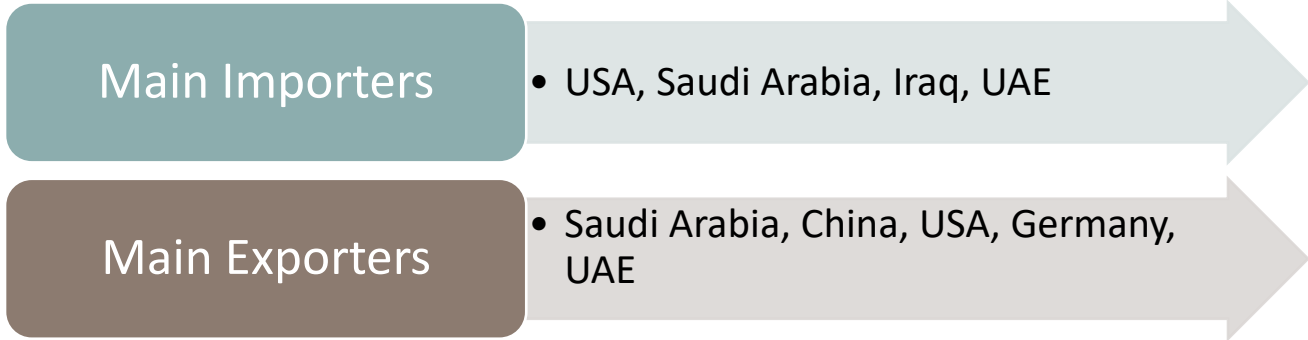 Main Importers
• USA, Saudi Arabia, Iraq, UAE
Main Exporters
• Saudi Arabia, China, USA, Germany,
UAE